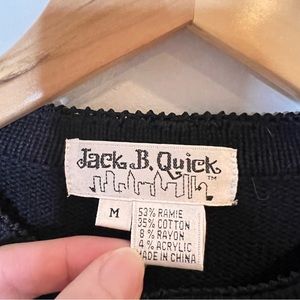 Jack B. Quick
TM
M
53% RAMIE
35% COTTON
8% RAYON
4% ACRYLIC
MADE IN CHINA